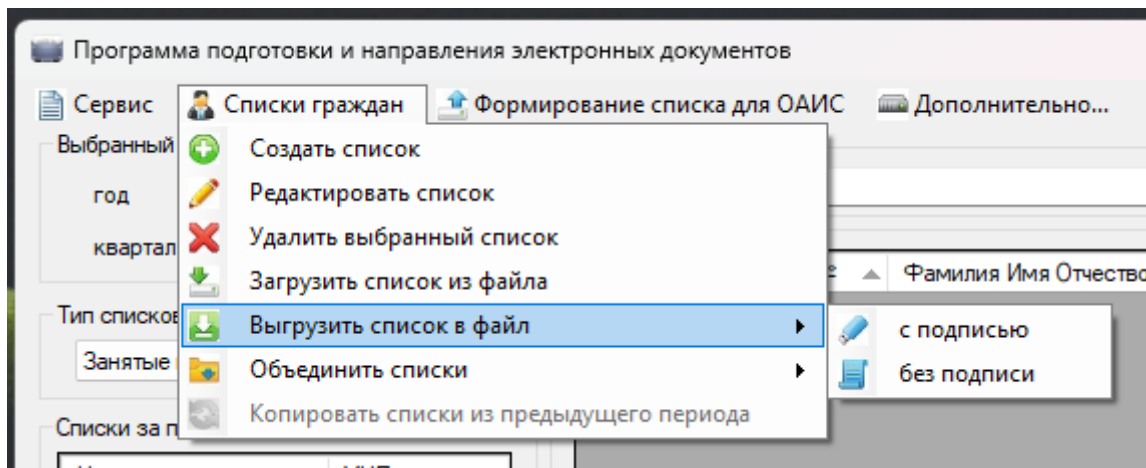 Программа подготовки и направления электронных документов
Сервис Списки граждан Формирование списка для ОАИС Дополнительно...
Выбранный
год
квартал
Тип списков
Занятые
Списки за п
Создать список
Редактировать список
Удалить выбранный список
Загрузить список из файла
Выгрузить список в файл
Объединить списки
Копировать списки из предыдущего периода
с подписью
без подписи
Фамилия Имя Отчество